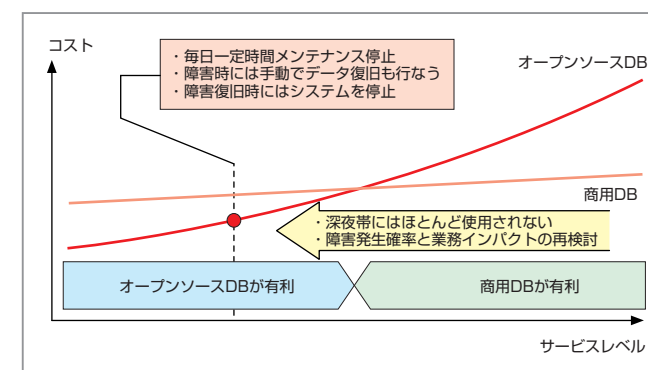 コスト
・毎日一定時間メンテナンス停止
・障害時には手動でデータ復旧も行なう
・障害復旧時にはシステムを停止
オープンソースDB
商用DB
・深夜帯にはほとんど使用されない
・障害発生確率と業務インパクトの再検討
オープンソースDBが有利
商用DBが有利
サービスレベル